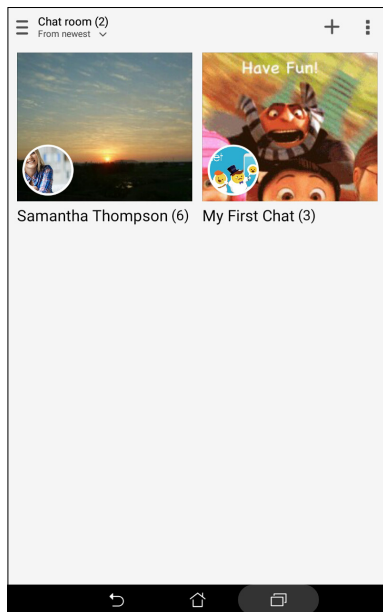 Chat room (2)
From newest
Have Fun!
Samantha Thompson (6)
My First Chat (3)